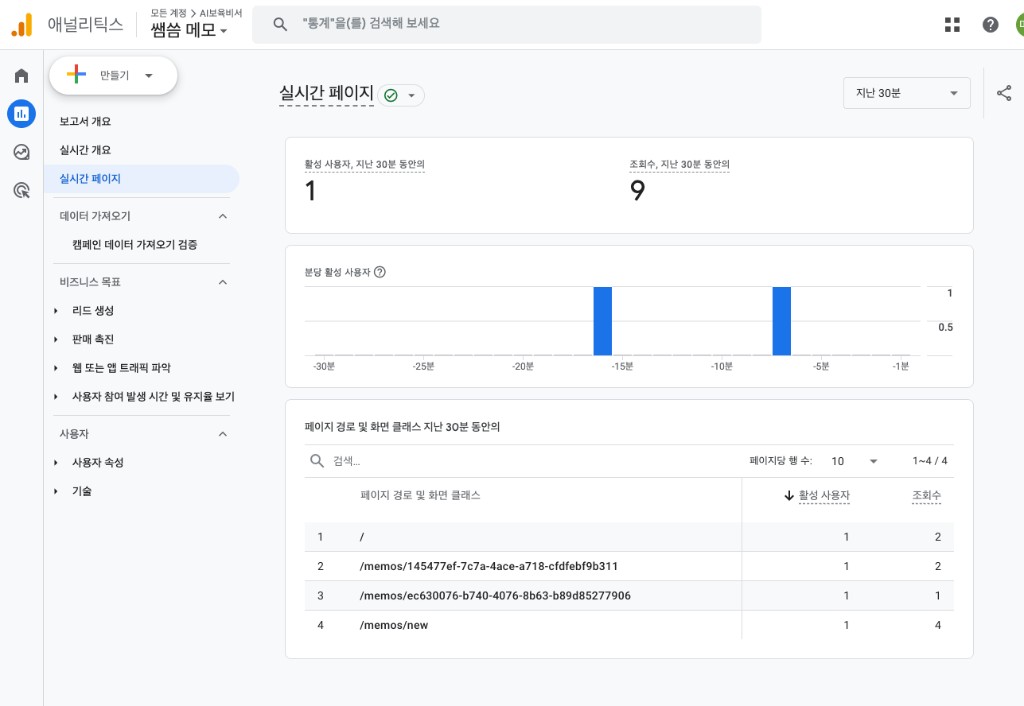 애널리틱스
모든 계정 > AI보육비서
쌤씀 메모
"통계"을(를) 검색해 보세요
만들기
보고서 개요
실시간 개요
실시간 페이지
데이터 가져오기
캠페인 데이터 가져오기 검증
비즈니스 목표
리드 생성
판매 촉진
웹 또는 앱 트래픽 파악
사용자 참여 발생 시간 및 유지율 보기
사용자
사용자 속성
기술
실시간 페이지
지난 30분
활성 사용자, 지난 30분 동안의
1
조회수, 지난 30분 동안의
9
분당 활성 사용자
1
0.5
-30분 -25분 -20분 -15분 -10분 -5분 -1분
페이지 경로 및 화면 클래스 지난 30분 동안의
검색... 페이지당 행 수: 10 1~4 / 4
페이지 경로 및 화면 클래스 활성 사용자 조회수
1 / 1 2
2 /memos/145477ef-7c7a-4ace-a718-cfdfebf9b311 1 2
3 /memos/ec630076-b740-4076-8b63-b89d85277906 1 1
4 /memos/new 1 4